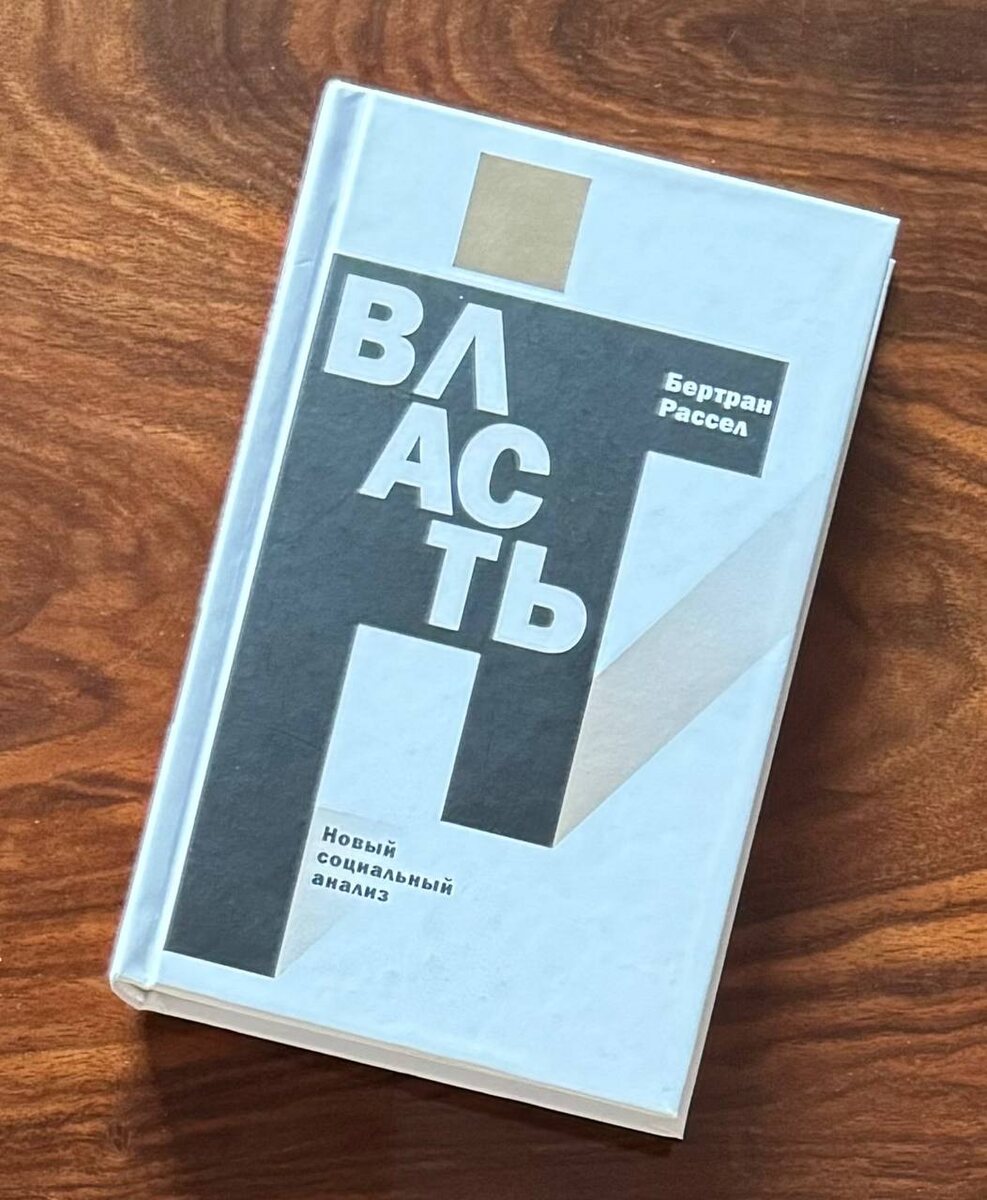 ВЛ
АС
ТЬ
Бертран
Рассел
Новый
социальный
анализ